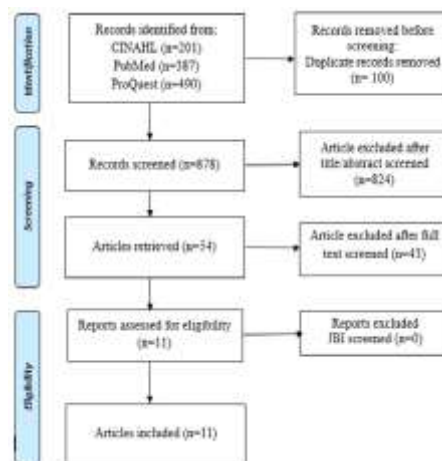 Identification
Records identified from:
CINAHL (n=201)
PubMed (n=387)
ProQuest (n=490)
Records removed before
screening:
Duplicate records removed
(n= 100)
Screening
Records screened (n=878)
Article excluded after
title abstract screened
(n=824)
Articles retrieved (n=54)
Article excluded after full
text screened (n=43)
Eligibility
Reports assessed for eligibility
(n=11)
Reports excluded
JBI screened (n=0)
Articles included (n=11)